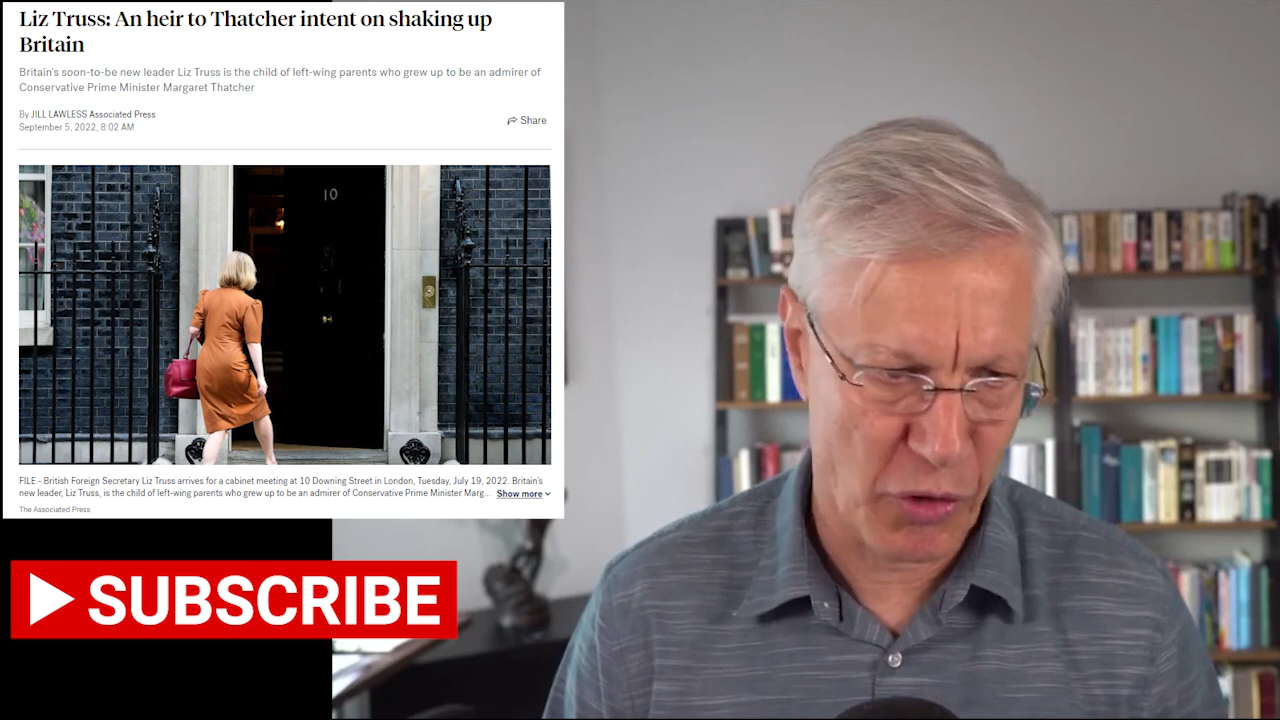 Liz Truss: An heir to Thatcher intent on shaking up
Britain
Britain's soon-to-be new leader Liz Truss is the child of left-wing parents who grew up to be an admirer of
Conservative Prime Minister Margaret Thatcher
By JILL LAWLESS Associated Press
September 5, 2022, 8:02 AM
Share
10
FILE - British Foreign Secretary Liz Truss arrives for a cabinet meeting at 10 Downing Street in London, Tuesday, July 19, 2022. Britain's
new leader, Liz Truss, is the child of left-wing parents who grew up to be an admirer of Conservative Prime Minister Marg... Show more
The Associated Press
SUBSCRIBE